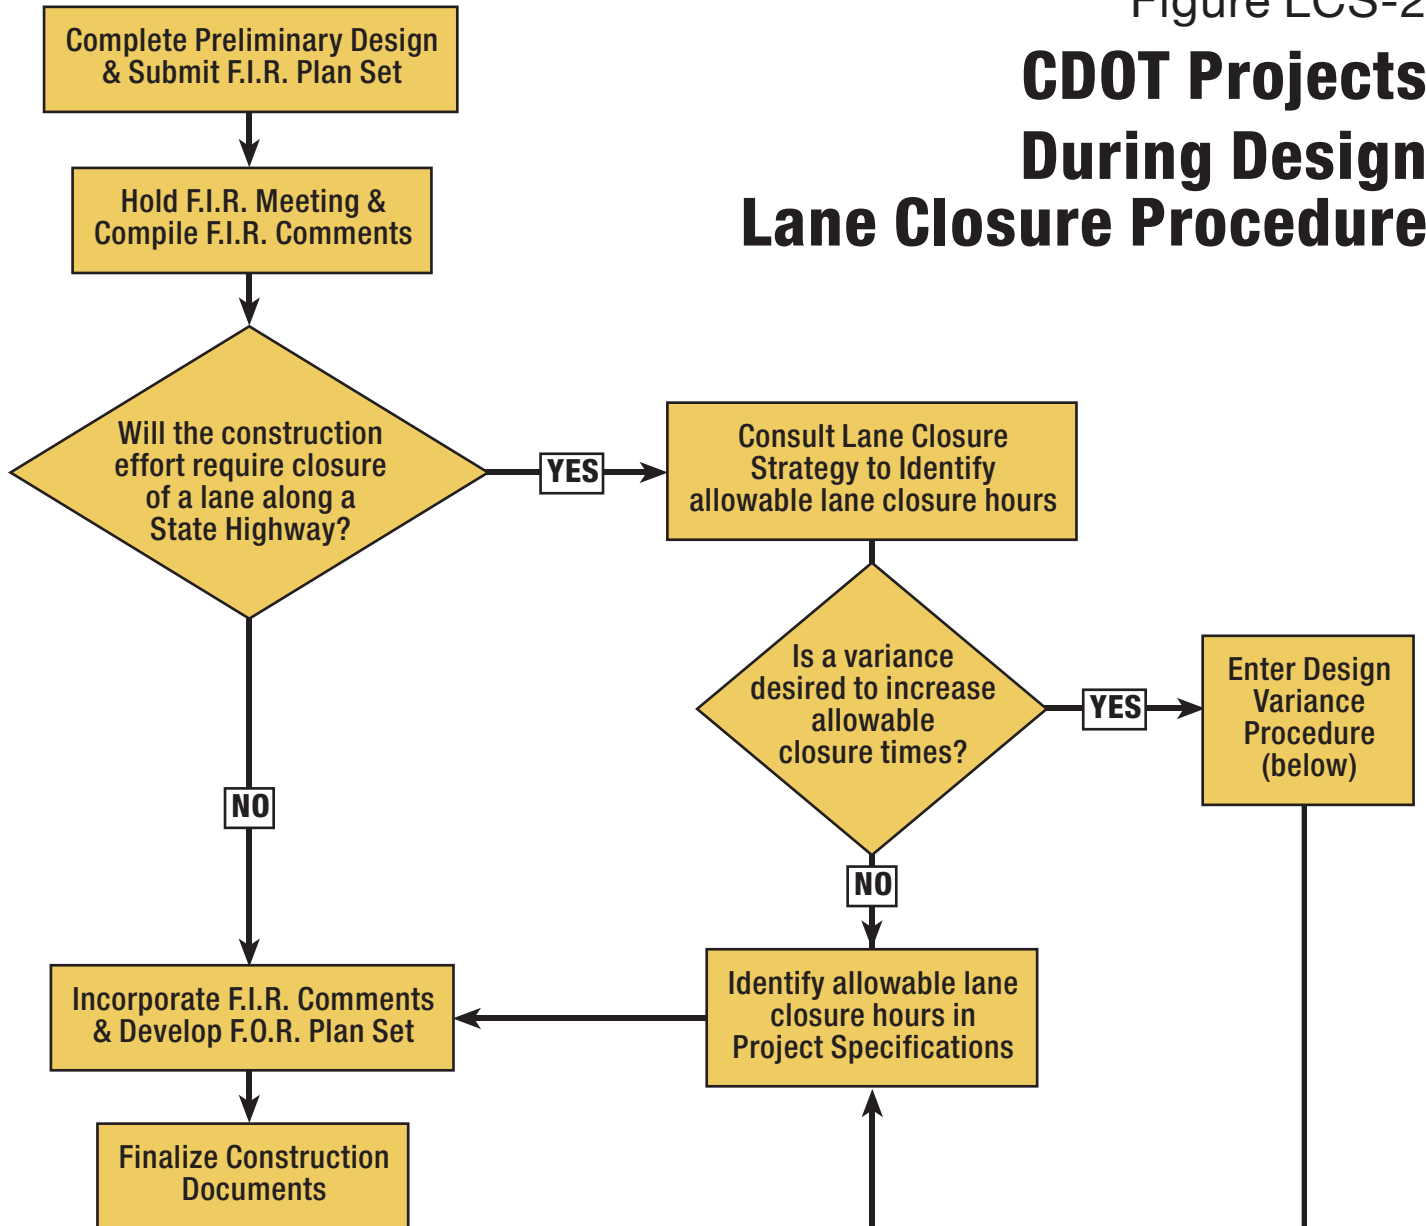 Figure LCS-2
CDOT Projects
During Design
Lane Closure Procedure
Complete Preliminary Design
& Submit F.I.R. Plan Set
Hold F.I.R. Meeting &
Compile F.I.R. Comments
Will the construction
effort require closure
of a lane along a
State Highway?
YES
Consult Lane Closure
Strategy to Identify
allowable lane closure hours
Is a variance
desired to increase
allowable
closure times?
YES
Enter Design
Variance
Procedure
(below)
NO
NO
Identify allowable lane
closure hours in
Project Specifications
Incorporate F.I.R. Comments
& Develop F.O.R. Plan Set
Finalize Construction
Documents